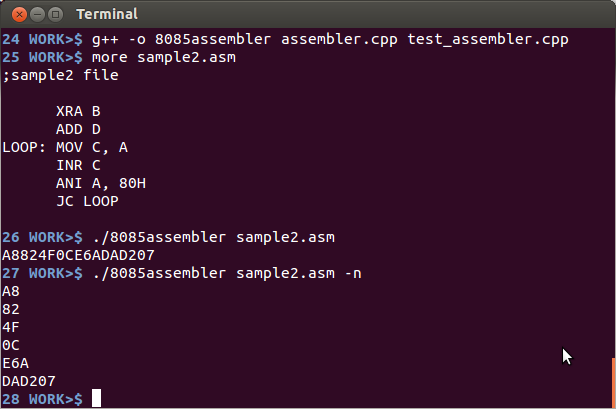 Terminal
24 WORK>$ g++ -o 8085assembler assembler.cpp test_assembler.cpp
25 WORK>$ more sample2.asm
;sample2 file
XRA B
ADD D
LOOP: MOV C, A
INR C
ANI A, 80H
JC LOOP
26 WORK>$ ./8085assembler sample2.asm
A8824F0CE6ADAD207
27 WORK>$ ./8085assembler sample2.asm -n
A8
82
4F
0C
E6A
DAD207
28 WORK>$